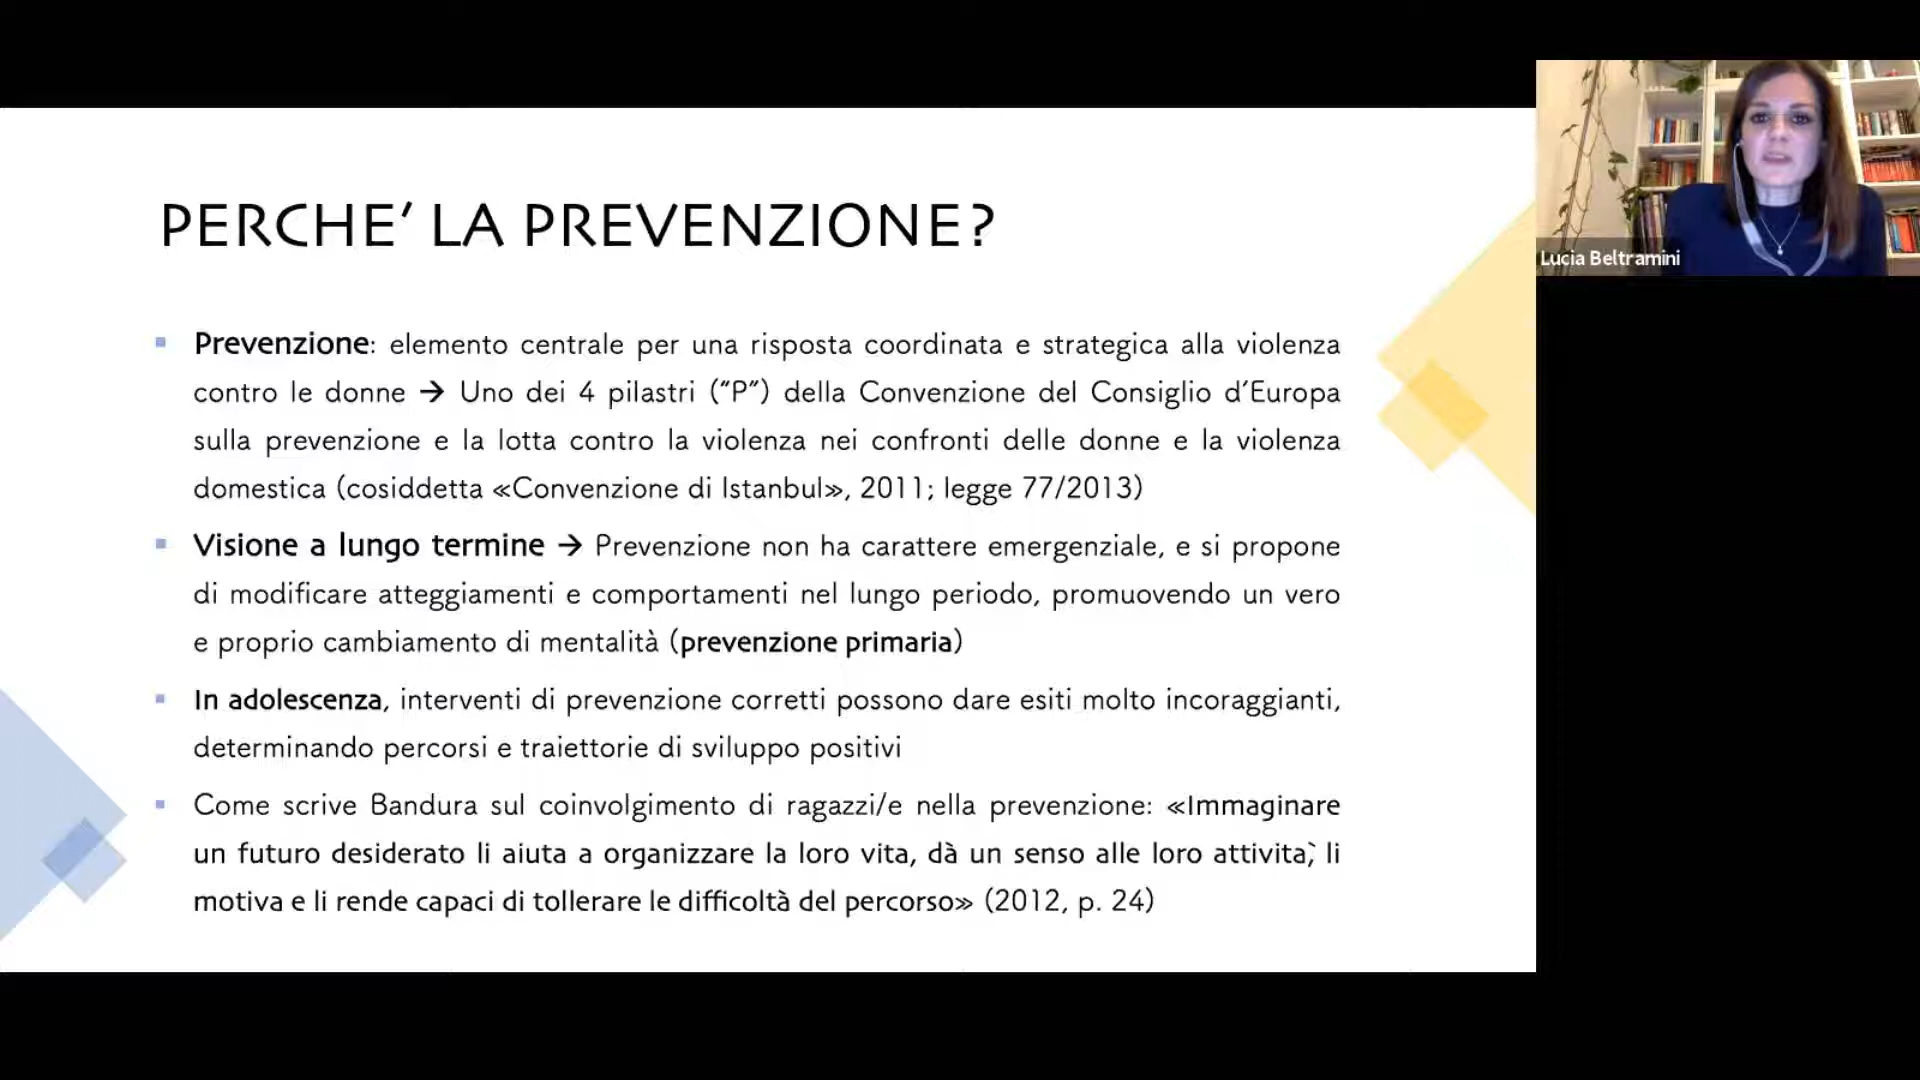 PERCHE’ LA PREVENZIONE?
Prevenzione: elemento centrale per una risposta coordinata e strategica alla violenza
contro le donne → Uno dei 4 pilastri (“P”) della Convenzione del Consiglio d’Europa
sulla prevenzione e la lotta contro la violenza nei confronti delle donne e la violenza
domestica (cosiddetta «Convenzione di Istanbul», 2011; legge 77/2013)
Visione a lungo termine → Prevenzione non ha carattere emergenziale, e si propone
di modificare atteggiamenti e comportamenti nel lungo periodo, promuovendo un vero
e proprio cambiamento di mentalità (prevenzione primaria)
In adolescenza, interventi di prevenzione corretti possono dare esiti molto incoraggianti,
determinando percorsi e traiettorie di sviluppo positivi
Come scrive Bandura sul coinvolgimento di ragazzi/e nella prevenzione: «Immaginare
un futuro desiderato li aiuta a organizzare la loro vita, dà un senso alle loro attività, li
motiva e li rende capaci di tollerare le difficoltà del percorso» (2012, p. 24)
Lucia Beltramini